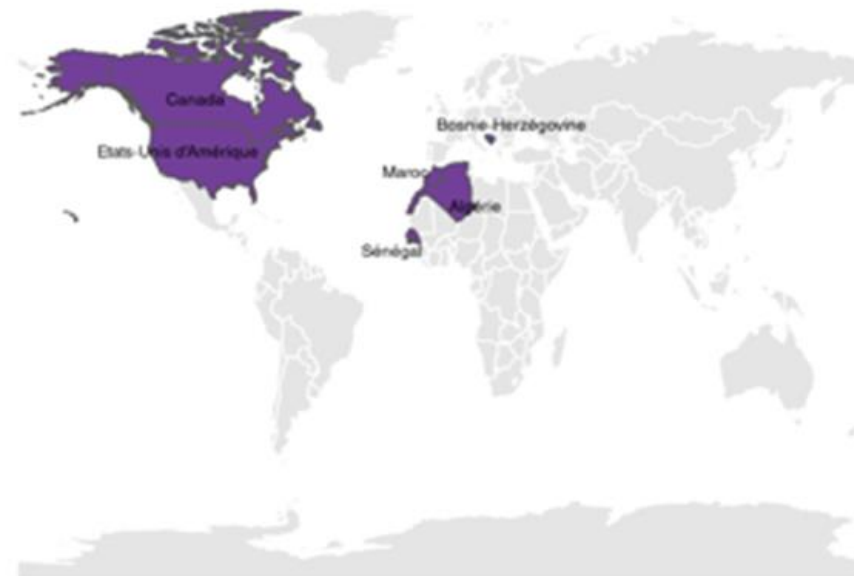 Canada
Bosnie-Herzégovine
Etats-Unis d'Amérique
Maroc
Algérie
Sénégal